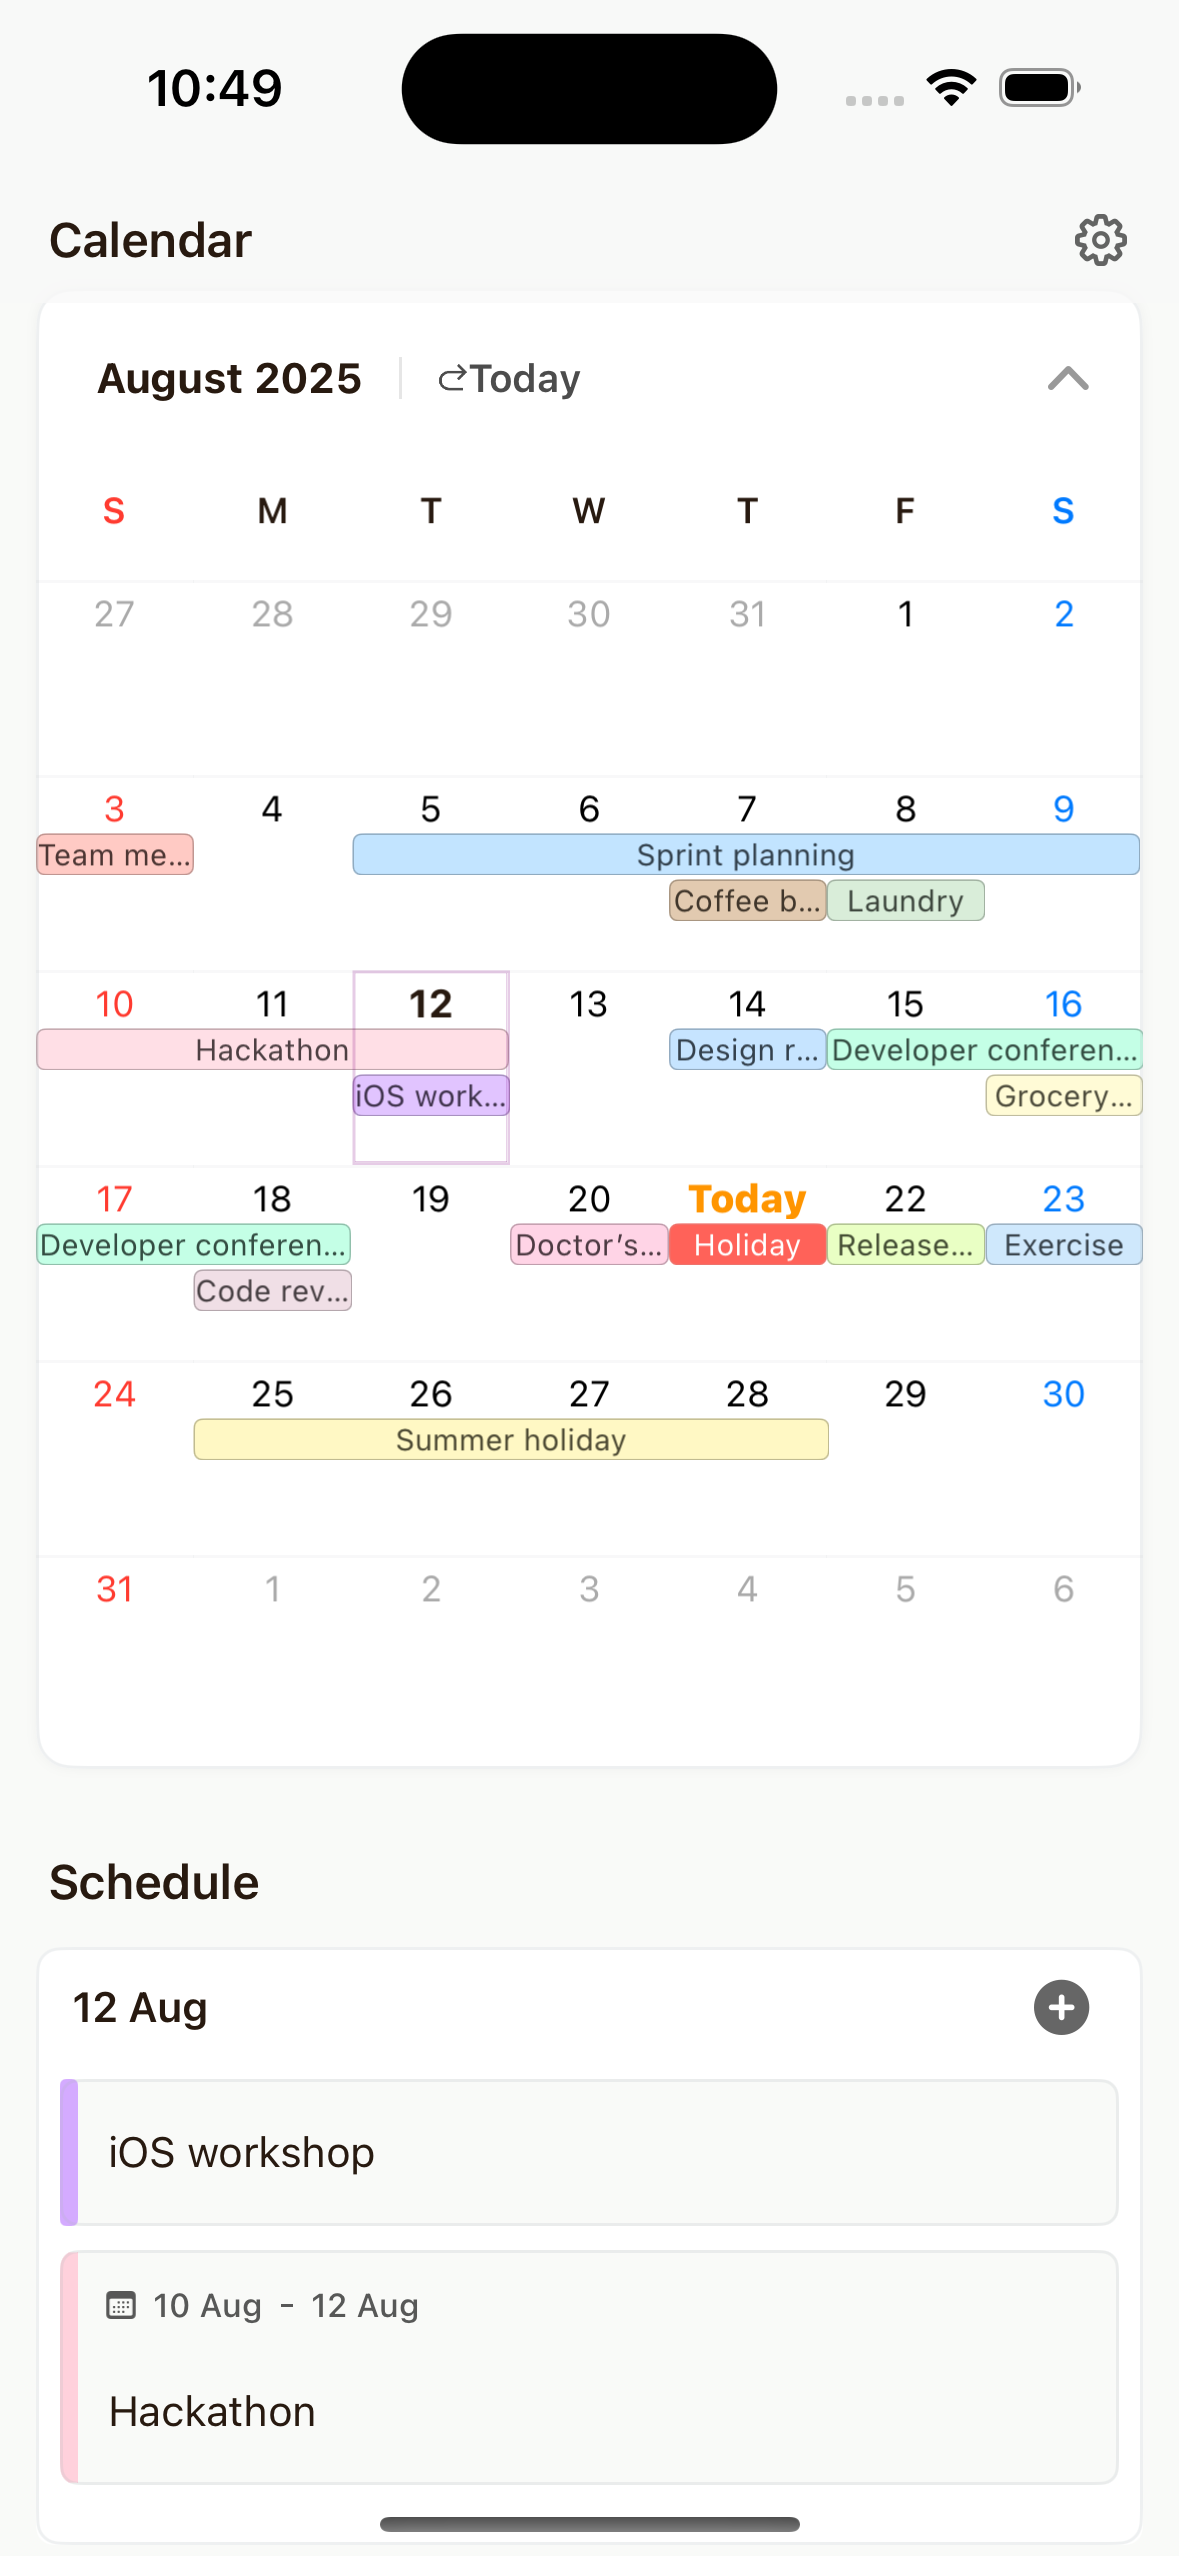 10:49
Calendar
August 2025 Today
S M T W T F S
27 28 29 30 31 1 2
3 4 5 6 7 8 9
Team me... Sprint planning
Coffee b... Laundry
10 11 12 13 14 15 16
Hackathon Design r... Developer conferen...
iOS work... Grocery...
17 18 19 20 Today 22 23
Developer conferen... Doctor's... Holiday Release... Exercise
Code rev...
24 25 26 27 28 29 30
Summer holiday
31 1 2 3 4 5 6
Schedule
12 Aug
iOS workshop
10 Aug - 12 Aug
Hackathon